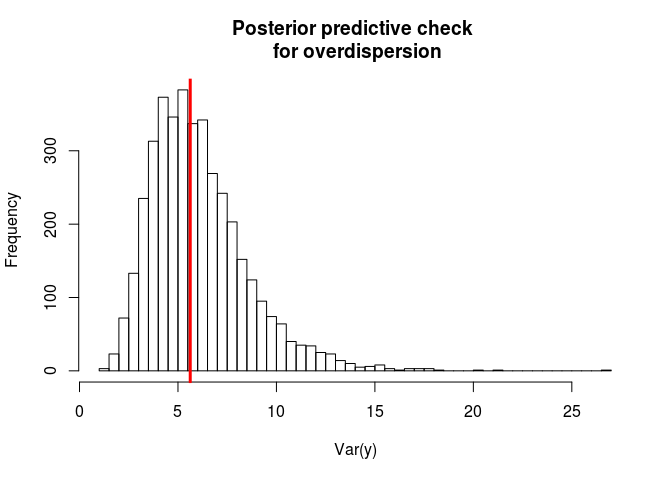 Posterior predictive check
for overdispersion
Frequency
300
200
100
0
0 5 10 15 20 25
Var(y)